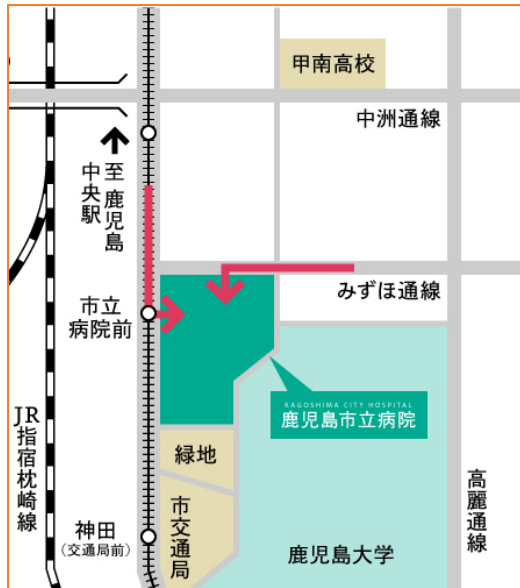 甲南高校
中洲通線
至 鹿児島
中央駅
みずほ通線
市立
病院前
KAGOSHIMA CITY HOSPITAL
鹿児島市立病院
JR指宿枕崎線
緑地
市交通局
神田
(交通局前)
鹿児島大学
高麗通線